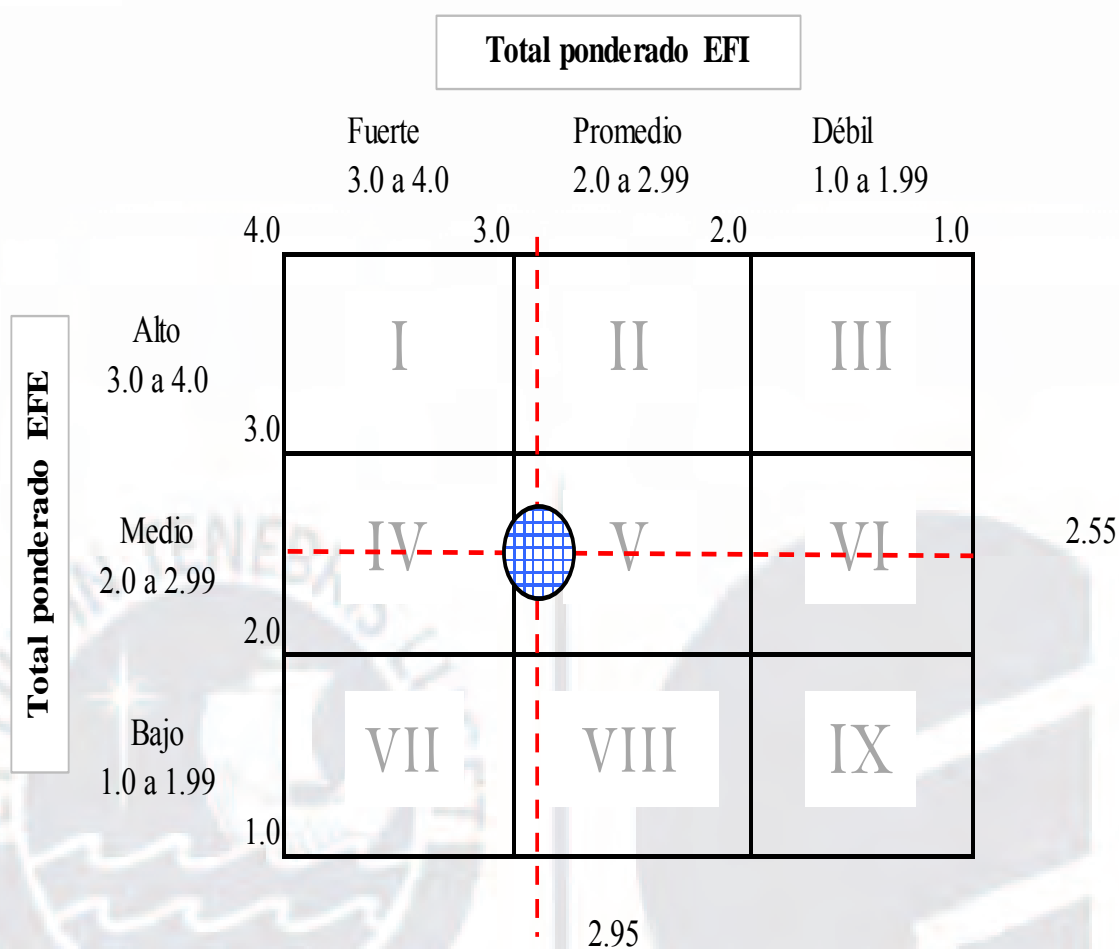 Total ponderado EFI
Fuerte Promedio Débil
3.0 a 4.0 2.0 a 2.99 1.0 a 1.99
4.0 3.0 2.0 1.0
Total ponderado EFE
Alto
3.0 a 4.0
I II III
3.0
Medio
2.0 a 2.99
IV V VI
2.55
2.0
Bajo
1.0 a 1.99
VII VIII IX
1.0
2.95